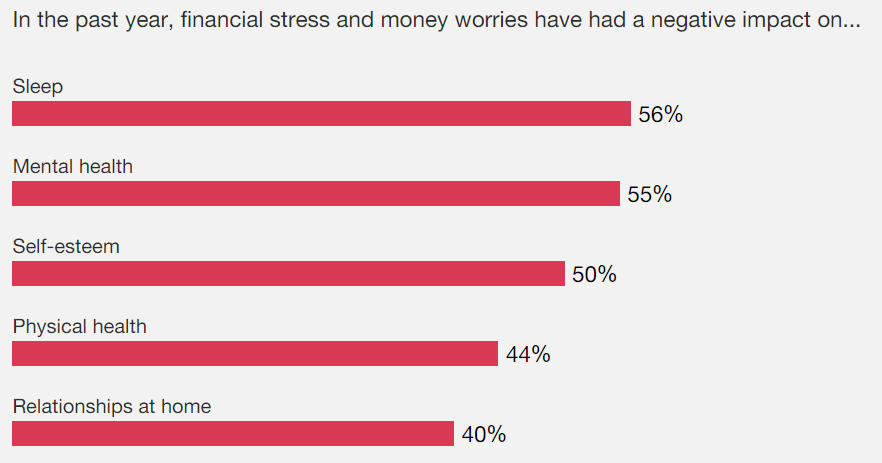 In the past year, financial stress and money worries have had a negative impact on...
Sleep
56%
Mental health
55%
Self-esteem
50%
Physical health
44%
Relationships at home
40%